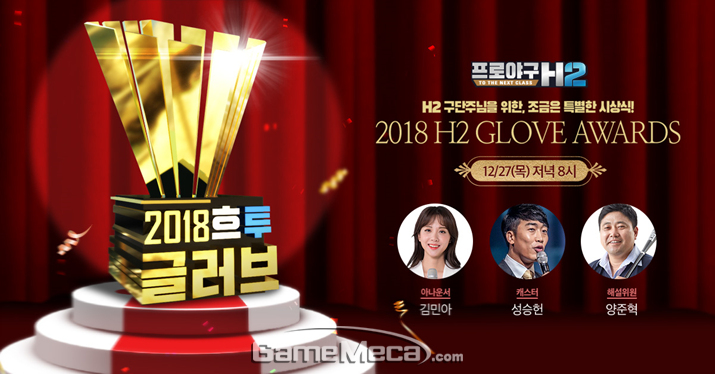 2018흐투
글러브
프로야구H2
TO THE NEXT CLASS
H2 구단주님을 위한, 조금은 특별한 시상식!
2018 H2 GLOVE AWARDS
12/27(목) 저녁 8시
아나운서
김민아
캐스터
성승헌
해설위원
양준혁
GAMEMECA.com